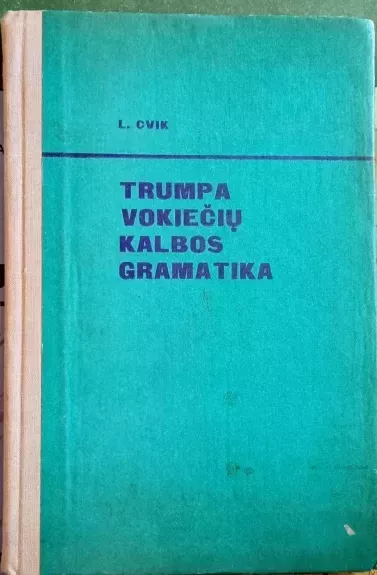 L. CVIK
TRUMPA
VOKIEČIŲ
KALBOS
GRAMATIKA